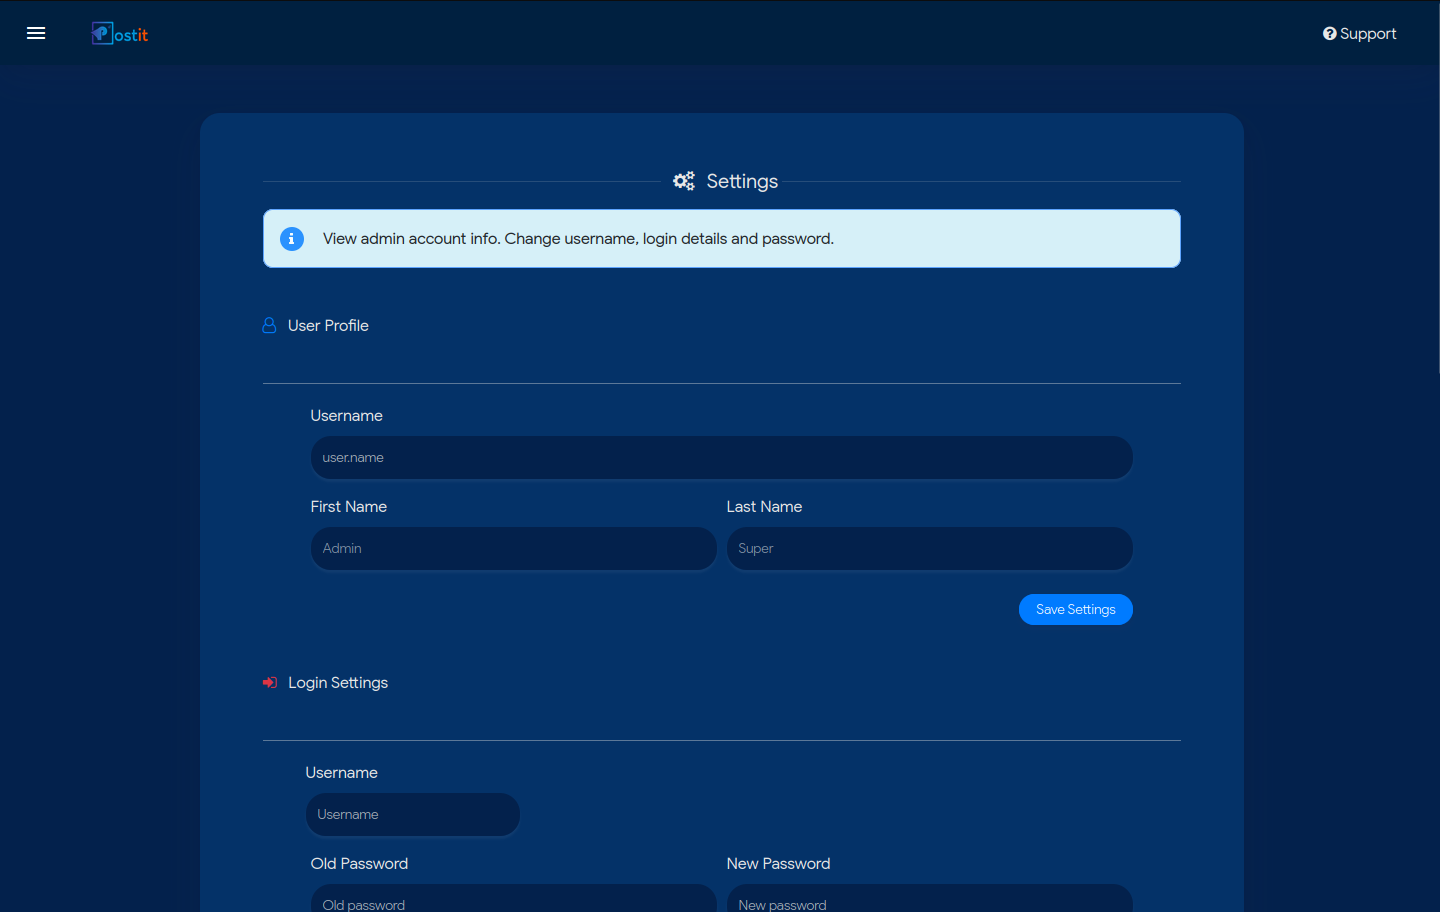 Postit
Support
Settings
View admin account info. Change username, login details and password.
User Profile
Username
user.name
First Name
Last Name
Admin
Super
Save Settings
Login Settings
Username
Username
Old Password
New Password
Old password
New password